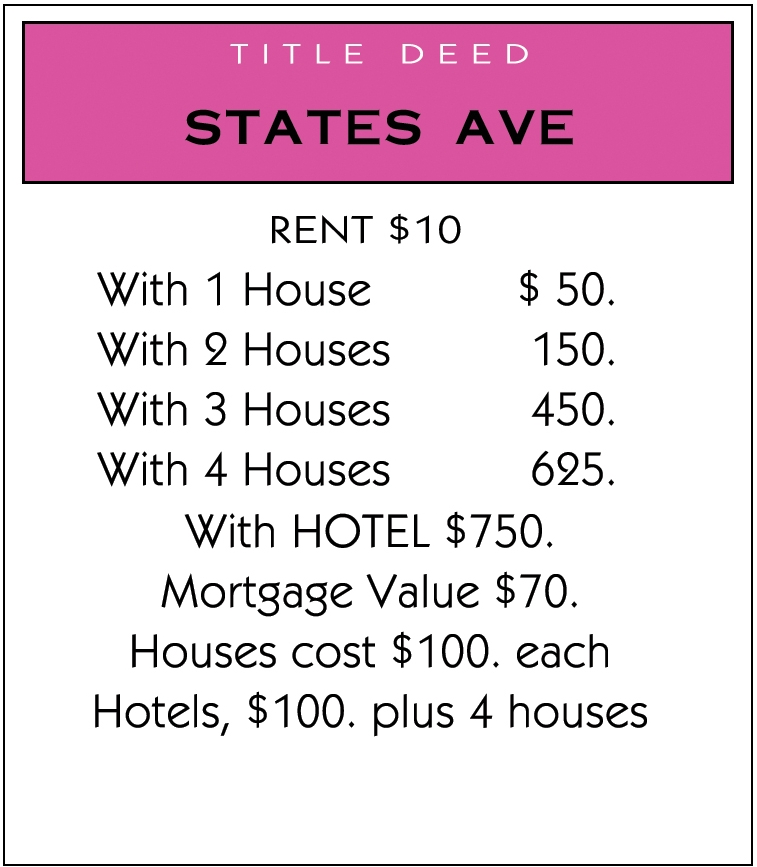 TITLE DEED
STATES AVE
RENT $10
With 1 House $ 50.
With 2 Houses 150.
With 3 Houses 450.
With 4 Houses 625.
With HOTEL $750.
Mortgage Value $70.
Houses cost $100. each
Hotels, $100. plus 4 houses